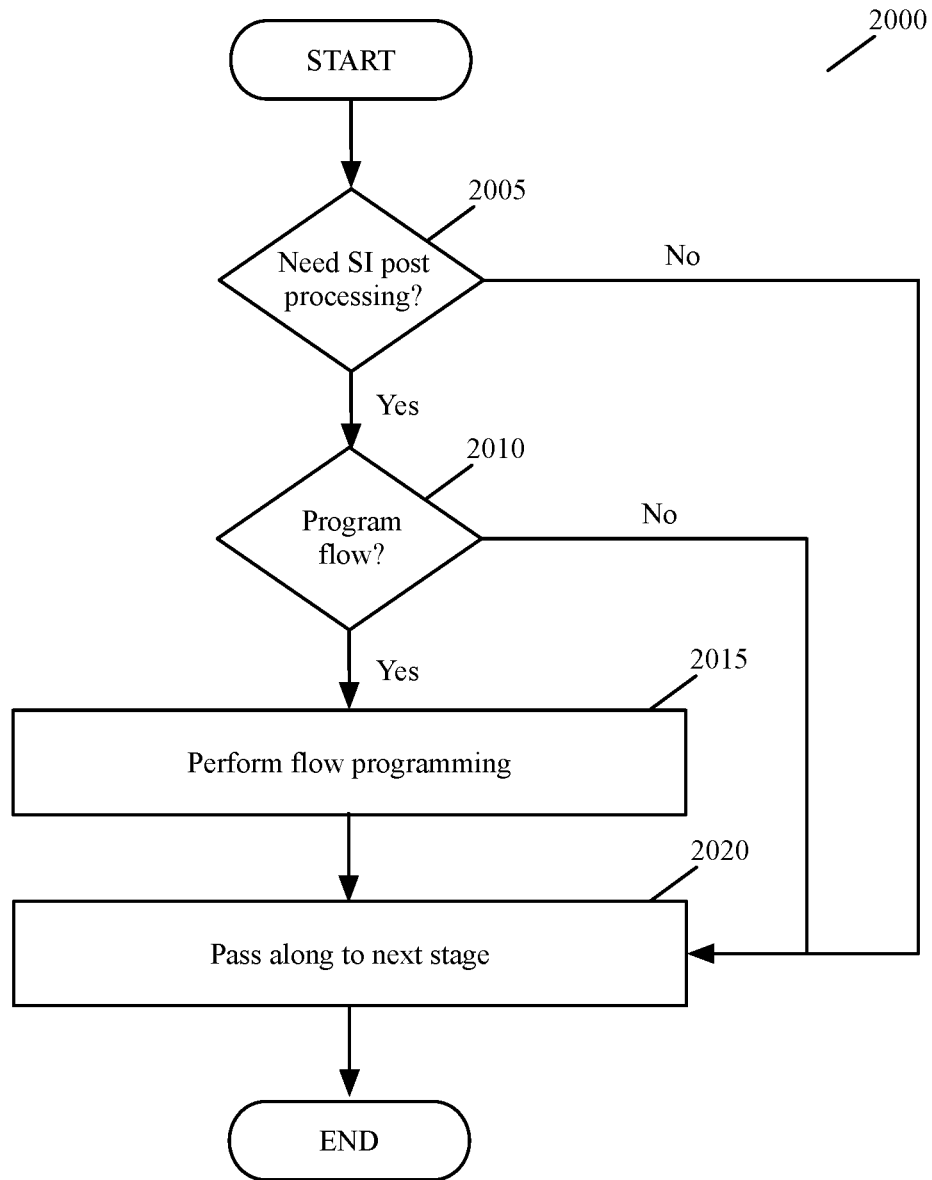 2000
START
2005
Need SI post
processing?
No
Yes
2010
Program
flow?
No
Yes
2015
Perform flow programming
2020
Pass along to next stage
END